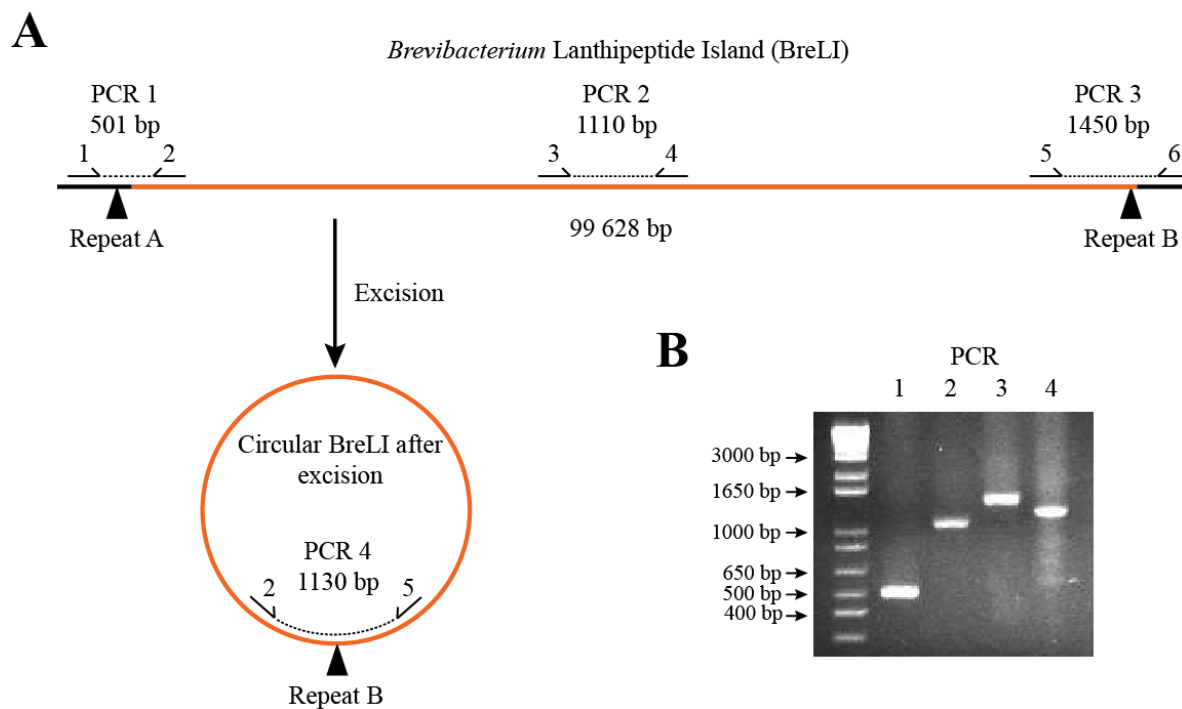 A
Brevibacterium Lanthipeptide Island (BreLI)
PCR 1
501 bp
1 2
PCR 2
1110 bp
3 4
PCR 3
1450 bp
5 6
Repeat A
99 628 bp
Repeat B
Excision
Circular BreLI after
excision
PCR 4
1130 bp
2 5
Repeat B
B
PCR
1 2 3 4
3000 bp
1650 bp
1000 bp
650 bp
500 bp
400 bp